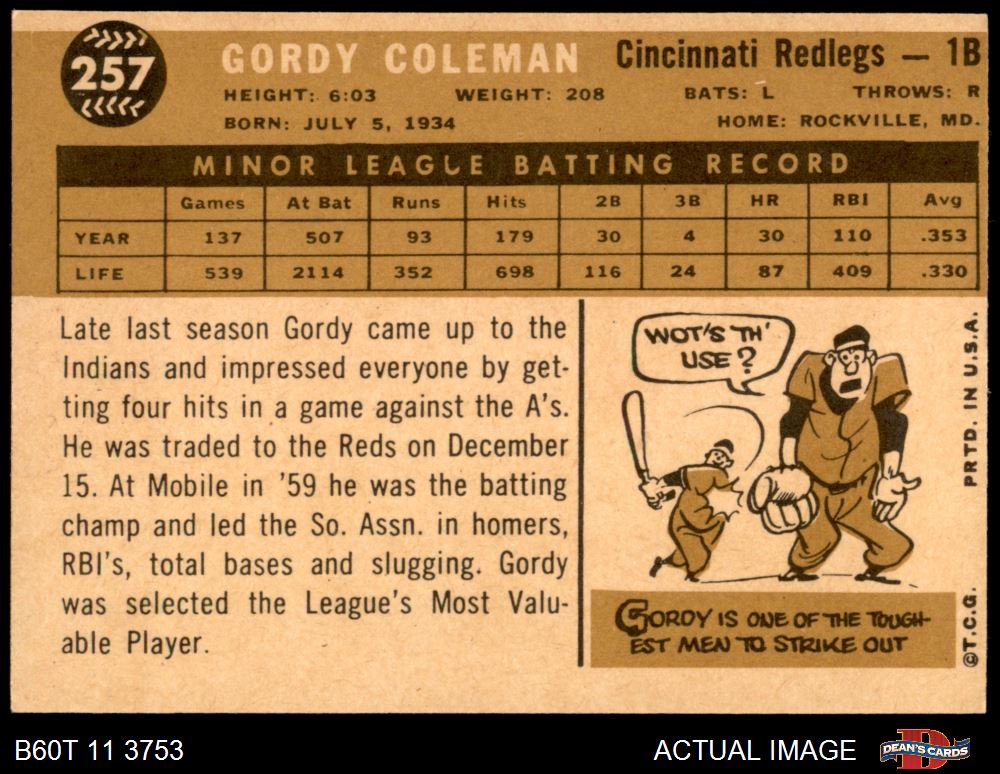 257
GORDY COLEMAN Cincinnati Redlegs — 1B
HEIGHT: 6:03 WEIGHT: 208 BATS: L THROWS: R
BORN: JULY 5, 1934 HOME: ROCKVILLE, MD.
MINOR LEAGUE BATTING RECORD
Games At Bat Runs Hits 2B 3B HR RBI Avg
YEAR 137 507 93 179 30 4 30 110 .353
LIFE 539 2114 352 698 116 24 87 409 .330
Late last season Gordy came up to the
Indians and impressed everyone by get-
ting four hits in a game against the A's.
He was traded to the Reds on December
15. At Mobile in '59 he was the batting
champ and led the So. Assn. in homers,
RBI's, total bases and slugging. Gordy
was selected the League's Most Valu-
able Player.
WOT'S TH'
USE?
GORDY IS ONE OF THE TOUGH-
EST MEN TO STRIKE OUT
PRTD. IN U.S.A.
©T.C.G.
B60T 11 3753
ACTUAL IMAGE
D
DEAN'S CARDS